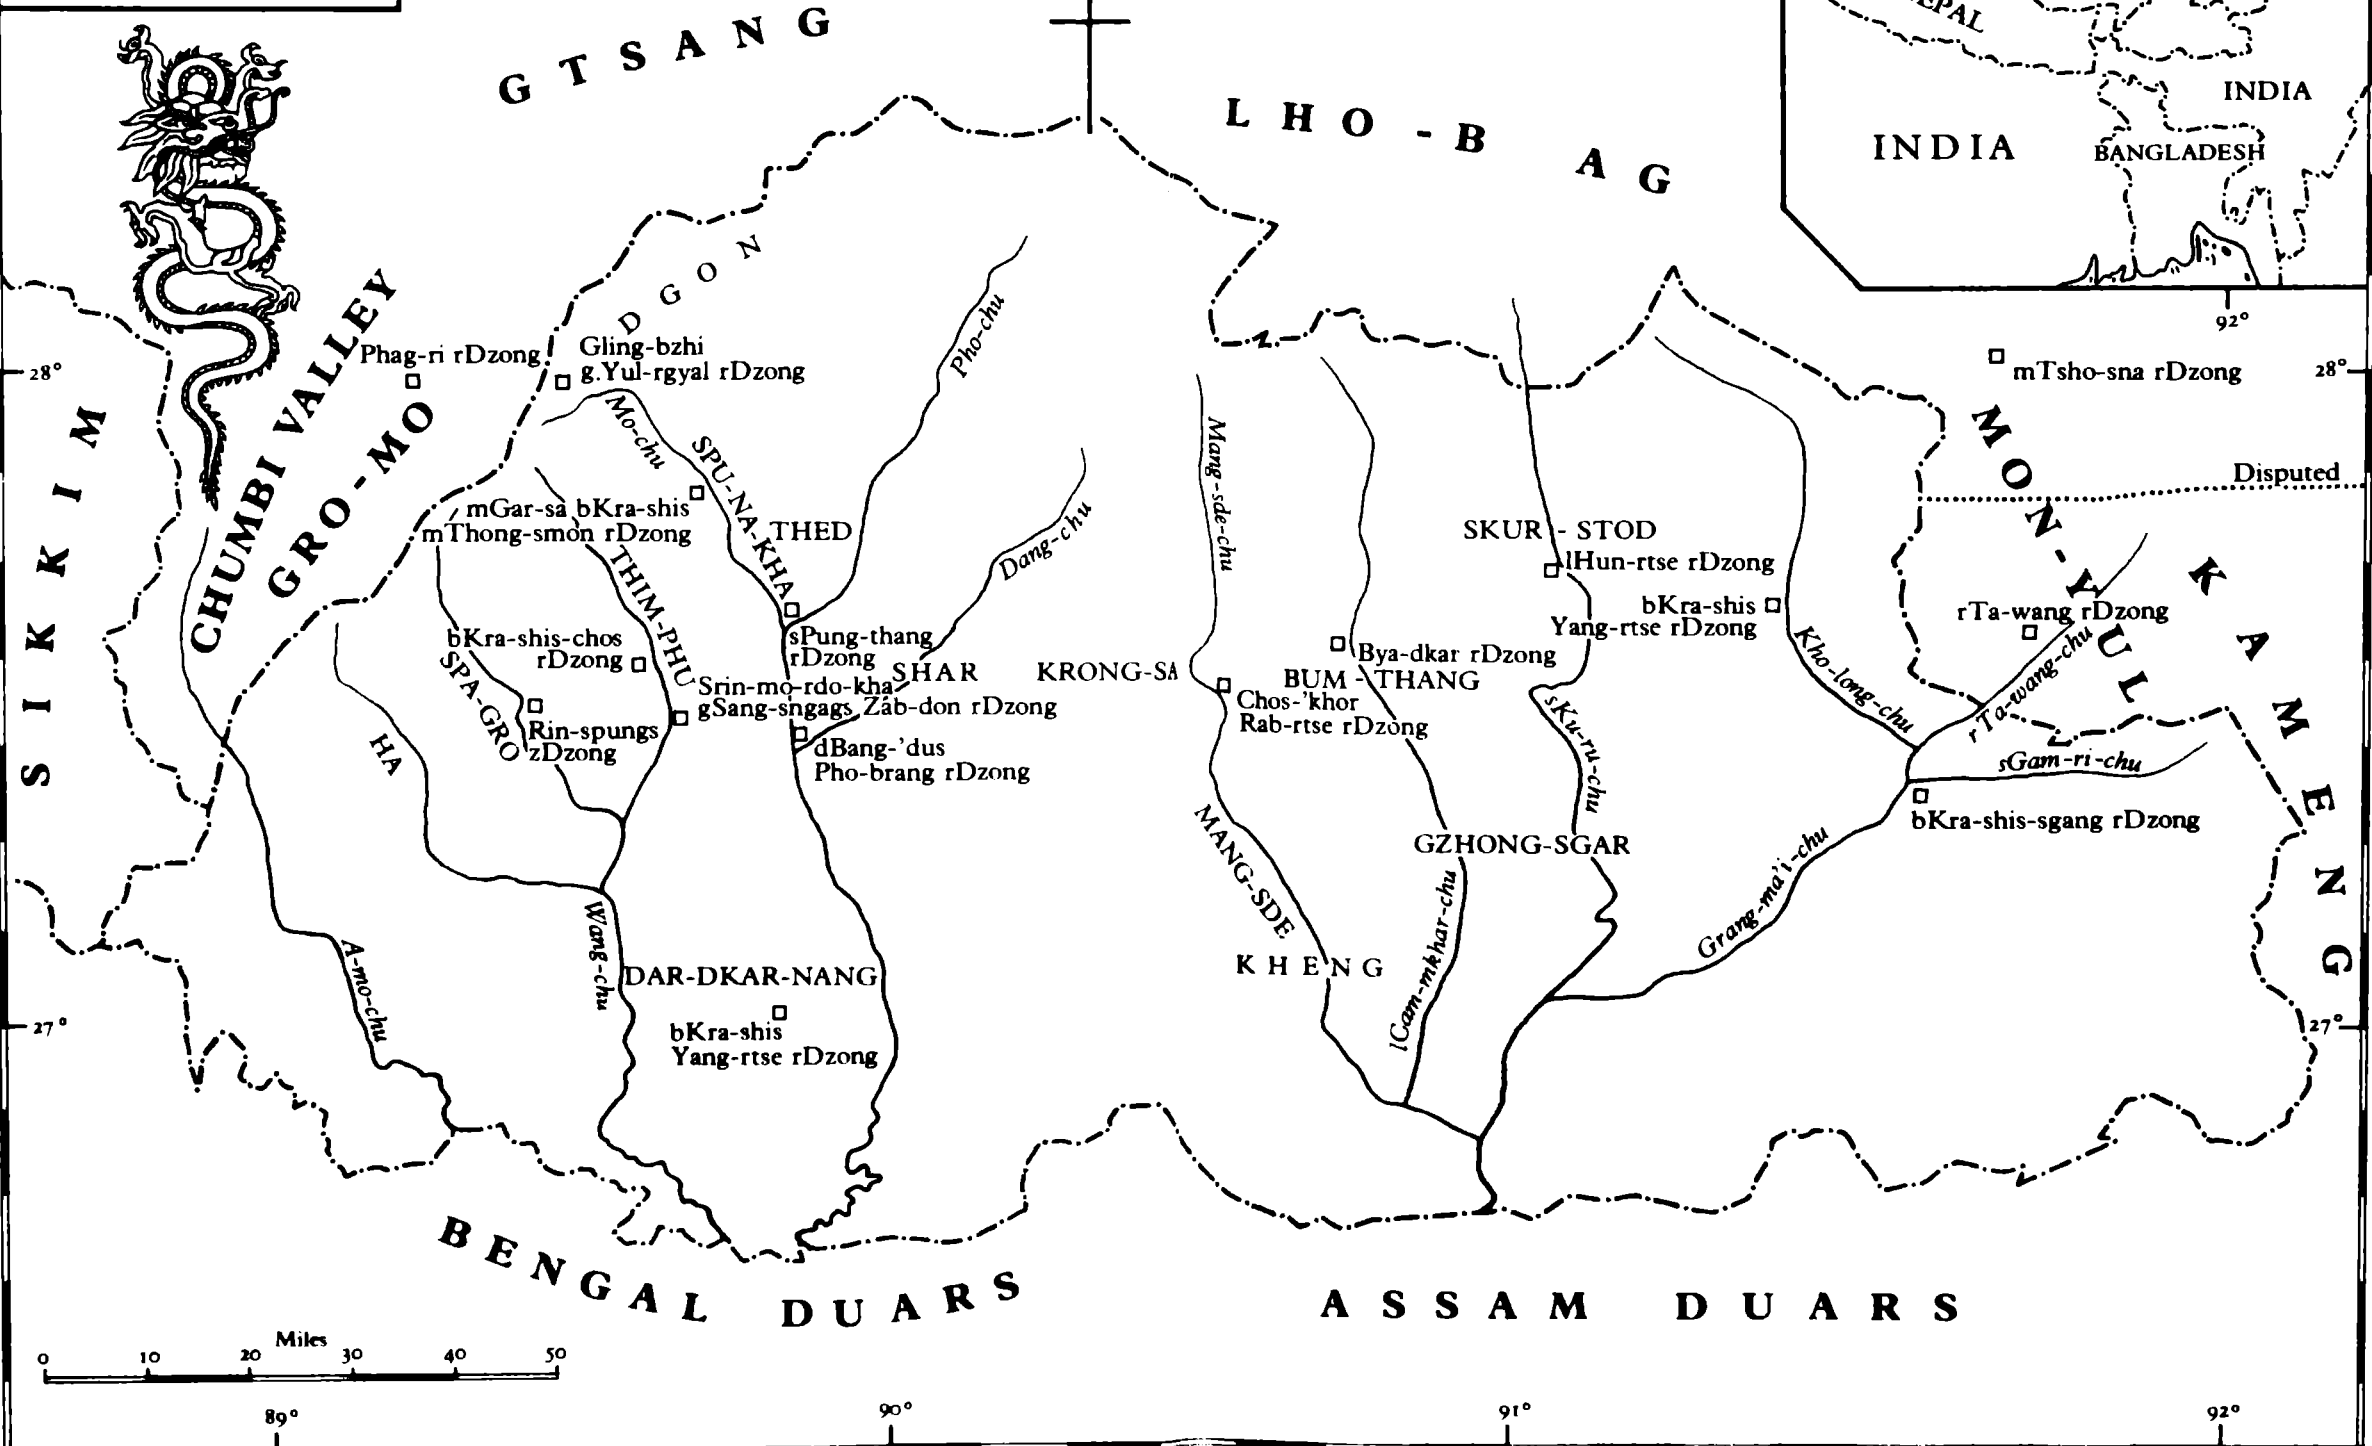 GTSANG
LHO-BAG
INDIA
INDIA
BANGLADESH
92°
DGON
CHUMBI VALLEY
GRO-MO
SIKKIM
28°
28°
Phag-ri rDzong
Gling-bzhi
g.Yul-rgyal rDzong
mTsho-sna rDzong
Mo-chu
Pho-chu
Mang-sde-chu
MON-YUL
Disputed
KAMENG
SPU-NA-KHA
mGar-sa bKra-shis
mThong-smon rDzong
THED
Dang-chu
SKUR-STOD
lHun-rtse rDzong
THIM-PHU
bKra-shis
Yang-rtse rDzong
rTa-wang rDzong
rTa-wang-chu
Kho-long-chu
bKra-shis-chos
rDzong
sPung-thang
rDzong
SHAR
KRONG-SA
Bya-dkar rDzong
BUM-THANG
SPA-GRO
Srin-mo-rdo-kha
gSang-sngags Zab-don rDzong
Chos-'khor
Rab-rtse rDzong
sKu-ru-chu
Rin-spungs
zDzong
HA
dBang-'dus
Pho-brang rDzong
sGam-ri-chu
bKra-shis-sgang rDzong
MANG-SDE
GZHONG-SGAR
Grang-ma'i-chu
lCam-mkhar-chu
KHENG
Wang-chu
A-mo-chu
DAR-DKAR-NANG
bKra-shis
Yang-rtse rDzong
27°
27°
BENGAL DUARS
ASSAM DUARS
Miles
0 10 20 30 40 50
89° 90° 91° 92°